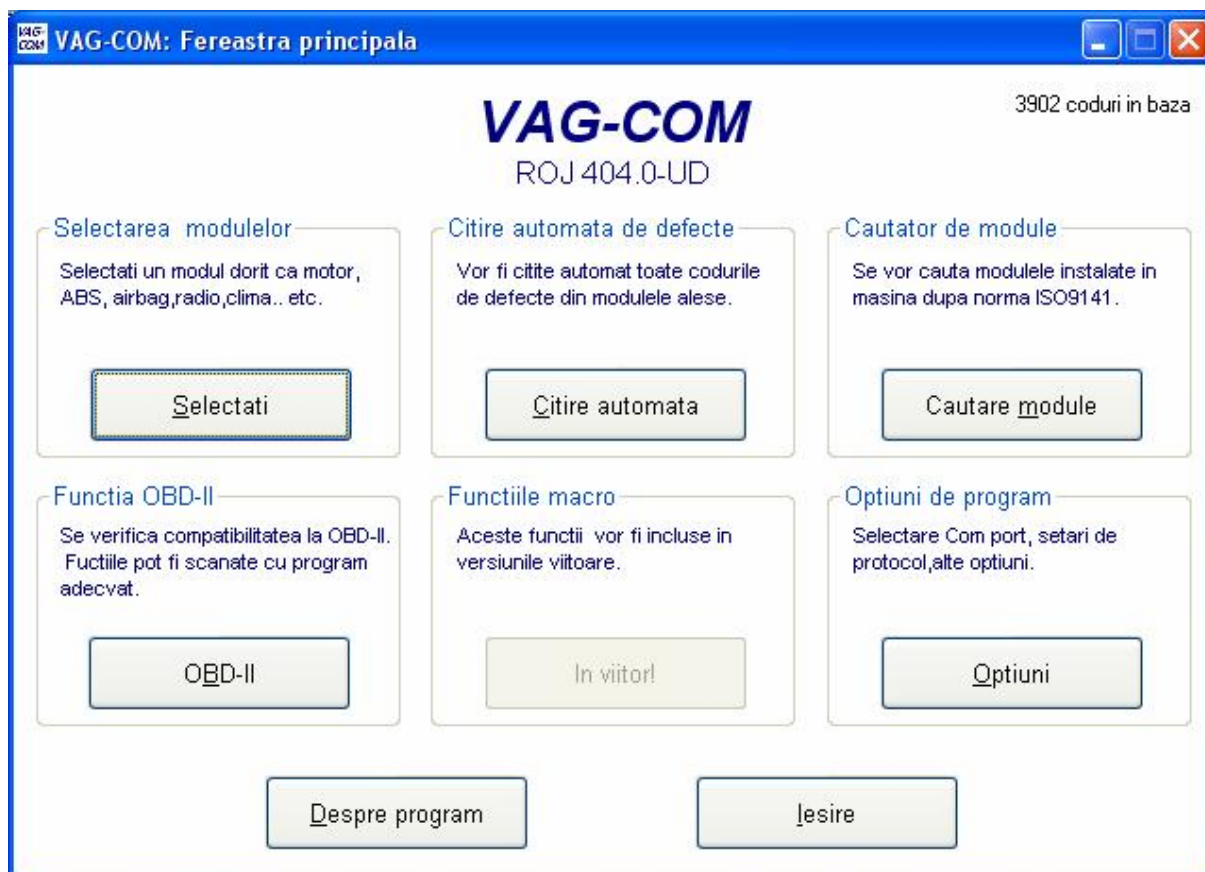 VAG-COM
VAG-COM: Fereastra principala
3902 coduri in baza
VAG-COM
ROJ 404.0-UD
Selectarea modulelor
Selectati un modul dorit ca motor,
ABS, airbag,radio,clima.. etc.
Selectati
Citire automata de defecte
Vor fi citite automat toate codurile
de defecte din modulele alese.
Citire automata
Cautator de module
Se vor cauta modulele instalate in
masina dupa norma ISO9141.
Cautare module
Functia OBD-II
Se verifica compatibilitatea la OBD-II.
Fuctiile pot fi scanate cu program
adecvat.
OBD-II
Functiile macro
Aceste functii vor fi incluse in
versiunile viitoare.
In viitor!
Optiuni de program
Selectare Com port, setari de
protocol,alte optiuni.
Optiuni
Despre program
Iesire